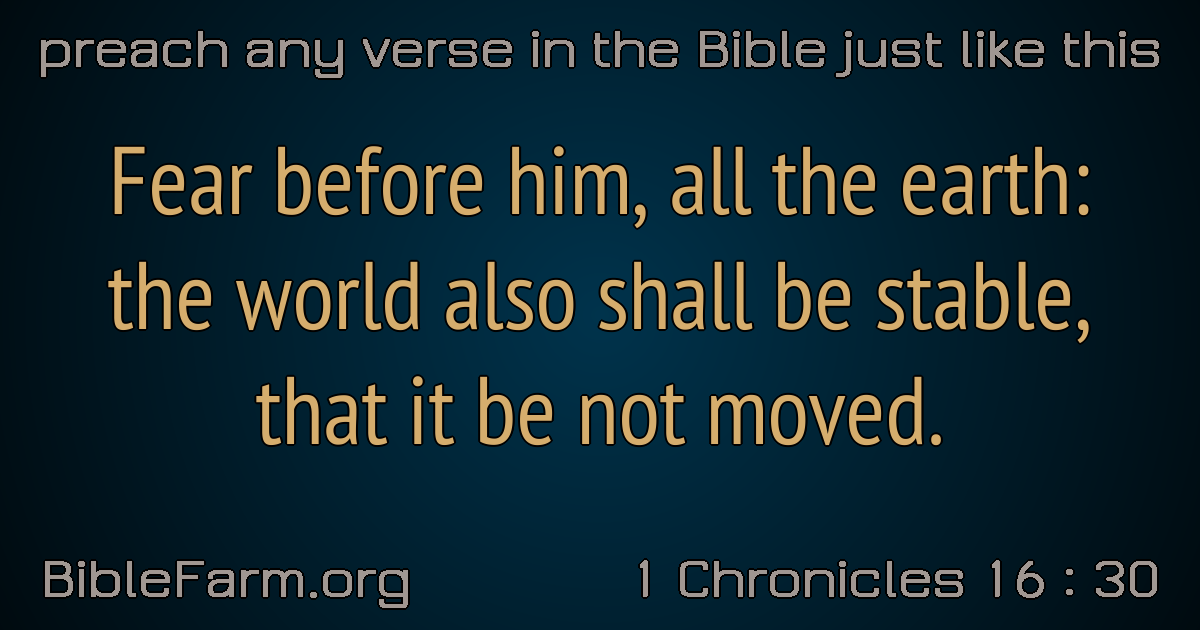 preach any verse in the Bible just like this
Fear before him, all the earth:
the world also shall be stable,
that it be not moved.
BibleFarm.org
1 Chronicles 16 : 30